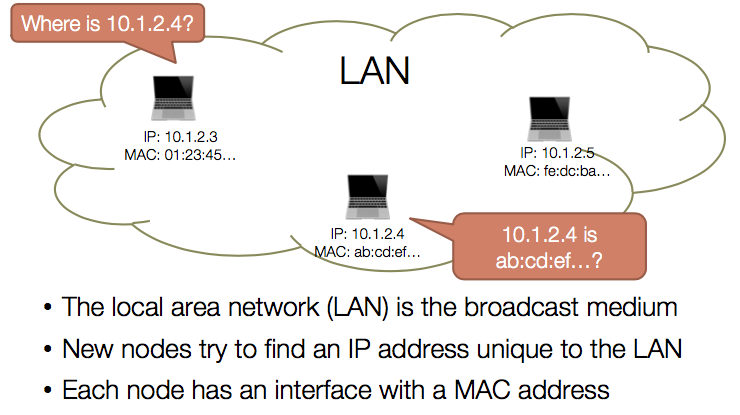 Where is 10.1.2.4?
LAN
IP: 10.1.2.3
MAC: 01:23:45...
IP: 10.1.2.5
MAC: fe:dc:ba...
IP: 10.1.2.4
MAC: ab:cd:ef...
10.1.2.4 is
ab:cd:ef...?
• The local area network (LAN) is the broadcast medium
• New nodes try to find an IP address unique to the LAN
• Each node has an interface with a MAC address